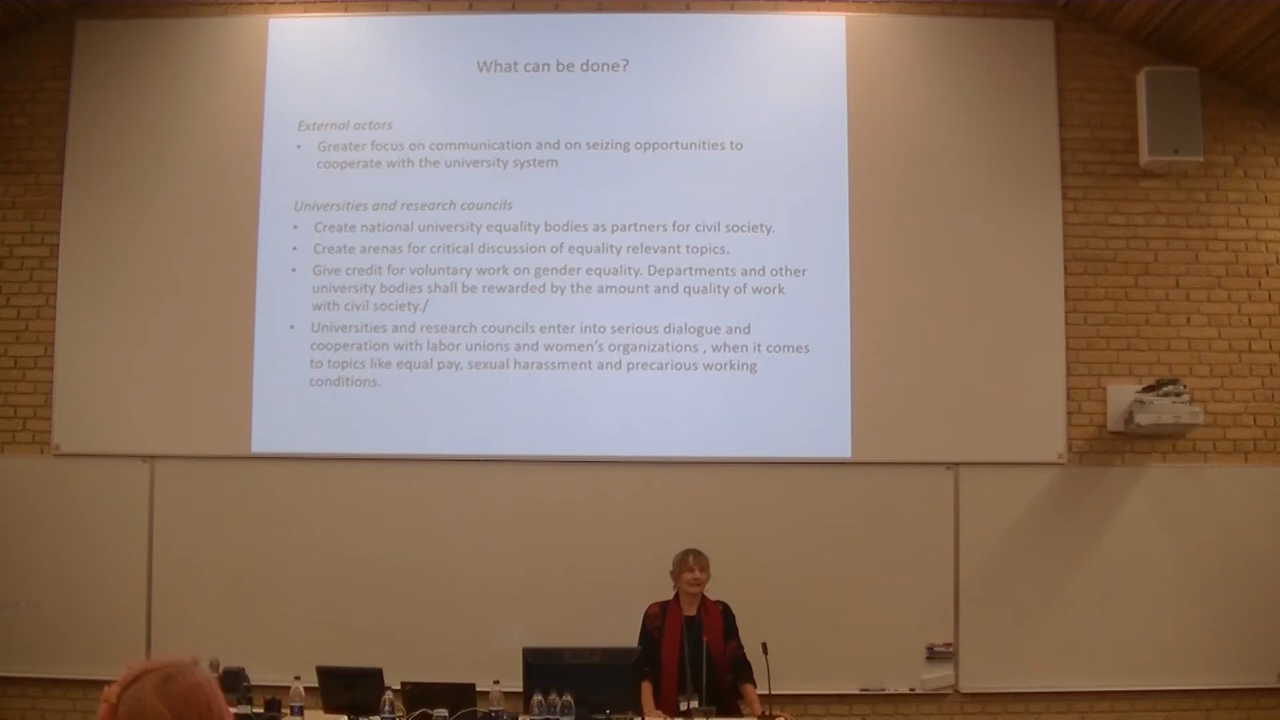 What can be done?
External actors
• Greater focus on communication and on seizing opportunities to
cooperate with the university system
Universities and research councils
• Create national university equality bodies as partners for civil society.
• Create arenas for critical discussion of equality relevant topics.
• Give credit for voluntary work on gender equality. Departments and other
university bodies shall be rewarded by the amount and quality of work
with civil society./
• Universities and research councils enter into serious dialogue and
cooperation with labor unions and women's organizations , when it comes
to topics like equal pay, sexual harassment and precarious working
conditions.